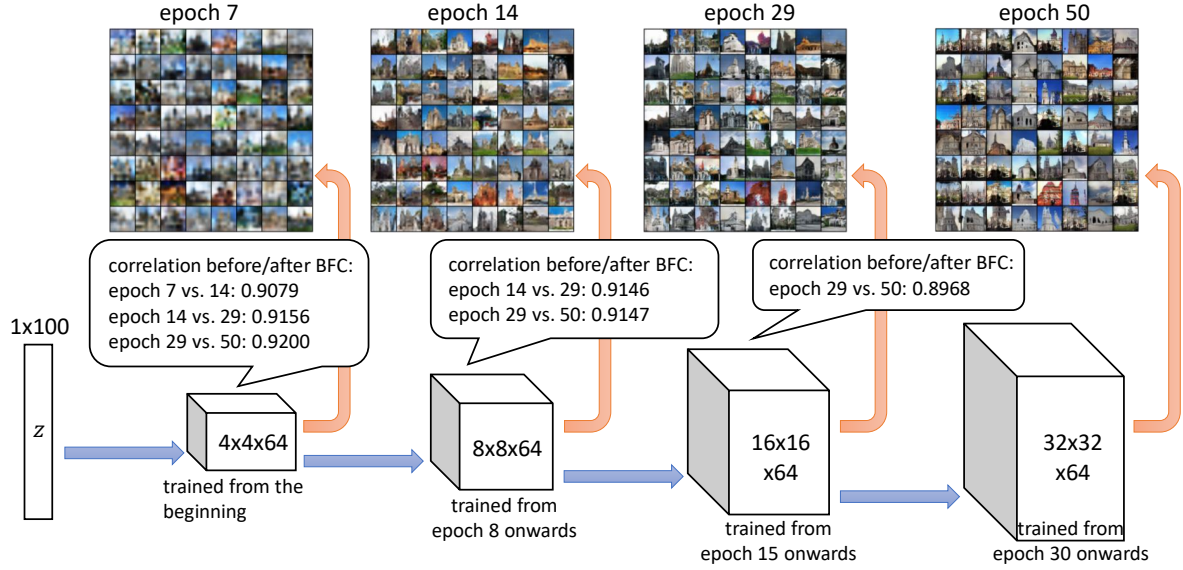 epoch 7
epoch 14
epoch 29
epoch 50
correlation before/after BFC:
epoch 7 vs. 14: 0.9079
epoch 14 vs. 29: 0.9156
epoch 29 vs. 50: 0.9200
correlation before/after BFC:
epoch 14 vs. 29: 0.9146
epoch 29 vs. 50: 0.9147
correlation before/after BFC:
epoch 29 vs. 50: 0.8968
1x100
z
4x4x64
trained from the
beginning
8x8x64
trained from
epoch 8 onwards
16x16
x64
trained from
epoch 15 onwards
32x32
x64
trained from
epoch 30 onwards